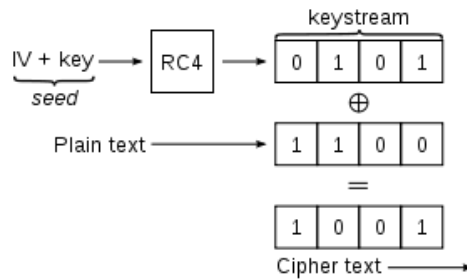 keystream
IV + key RC4 0 1 0 1
seed
⊕
Plain text 1 1 0 0
=
1 0 0 1
Cipher text